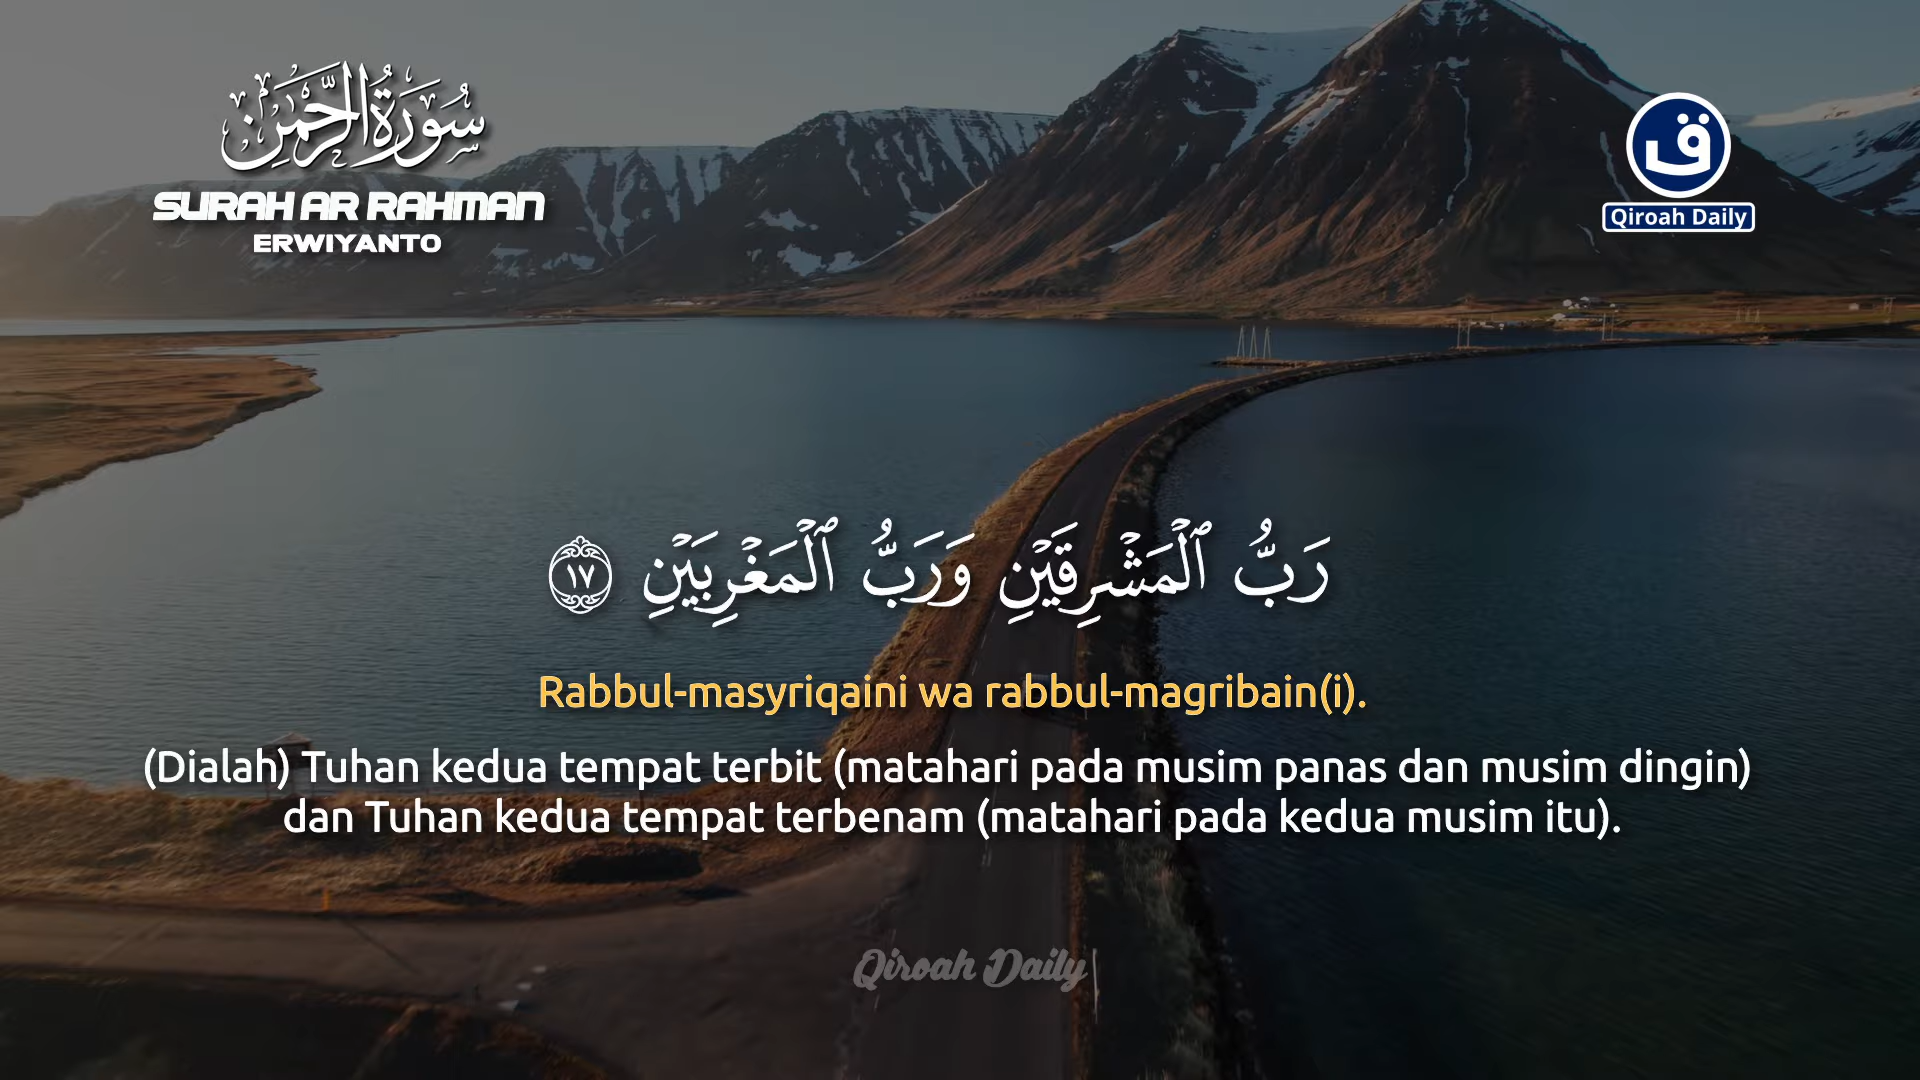 سُورَةُ الرَّحْمَٰنِ
SURAH AR RAHMAN
ERWIYANTO
ق
Qiroah Daily
رَبُّ ٱلْمَشْرِقَيْنِ وَرَبُّ ٱلْمَغْرِبَيْنِ ١٧
Rabbul-masyriqaini wa rabbul-magribain(i).
(Dialah) Tuhan kedua tempat terbit (matahari pada musim panas dan musim dingin)
dan Tuhan kedua tempat terbenam (matahari pada kedua musim itu).
Qiroah Daily